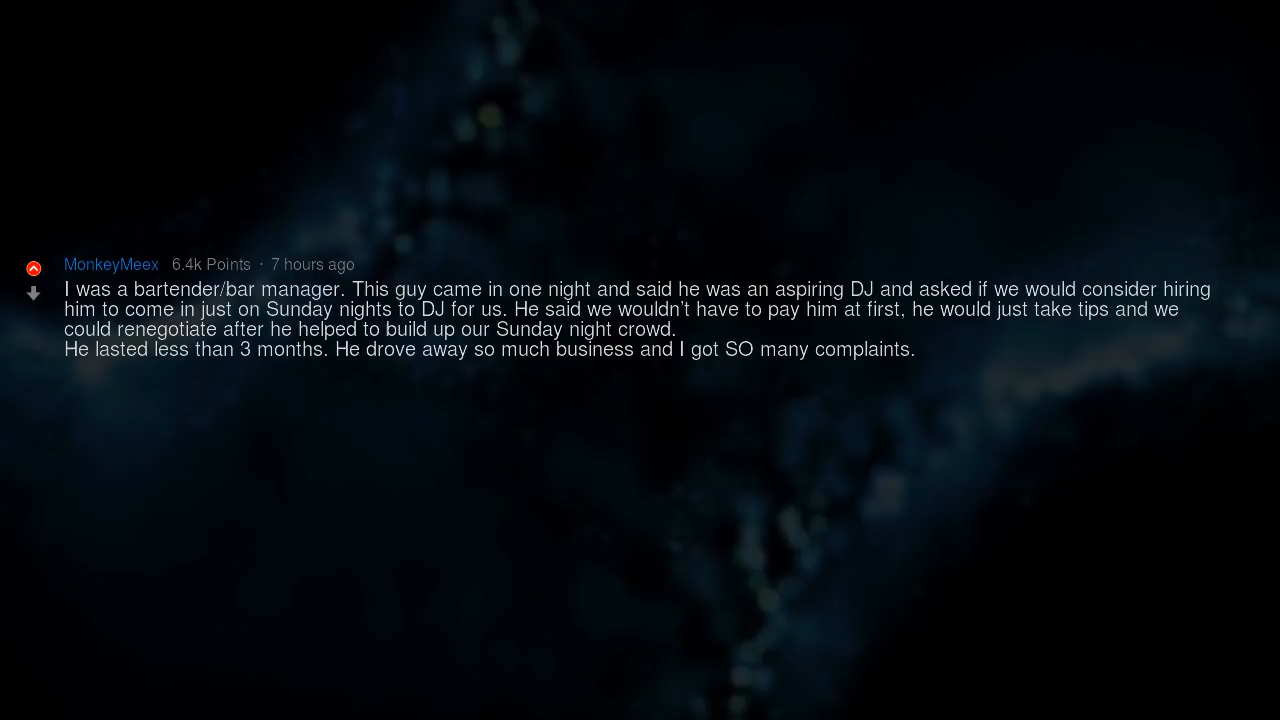 MonkeyMeex 6.4k Points · 7 hours ago
I was a bartender/bar manager. This guy came in one night and said he was an aspiring DJ and asked if we would consider hiring
him to come in just on Sunday nights to DJ for us. He said we wouldn't have to pay him at first, he would just take tips and we
could renegotiate after he helped to build up our Sunday night crowd.
He lasted less than 3 months. He drove away so much business and I got SO many complaints.